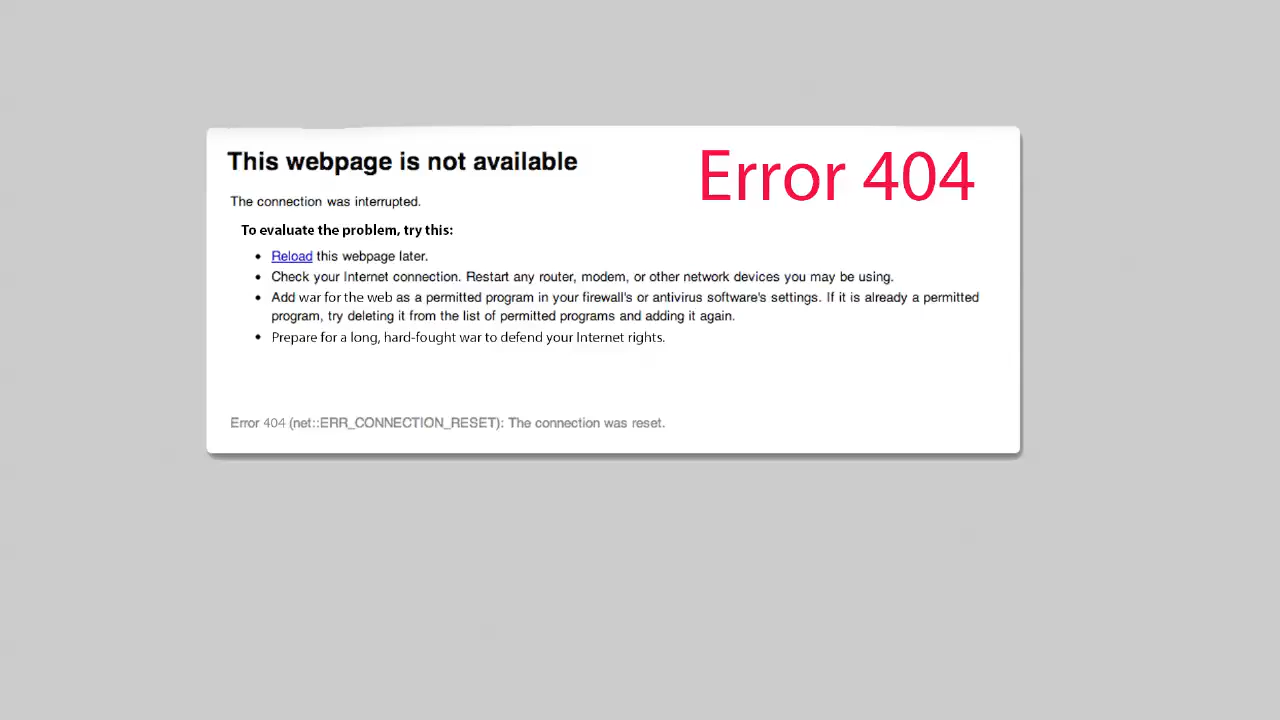 This webpage is not available
Error 404
The connection was interrupted.
To evaluate the problem, try this:
Reload this webpage later.
Check your Internet connection. Restart any router, modem, or other network devices you may be using.
Add war for the web as a permitted program in your firewall's or antivirus software's settings. If it is already a permitted
program, try deleting it from the list of permitted programs and adding it again.
Prepare for a long, hard-fought war to defend your Internet rights.
Error 404 (net::ERR_CONNECTION_RESET): The connection was reset.